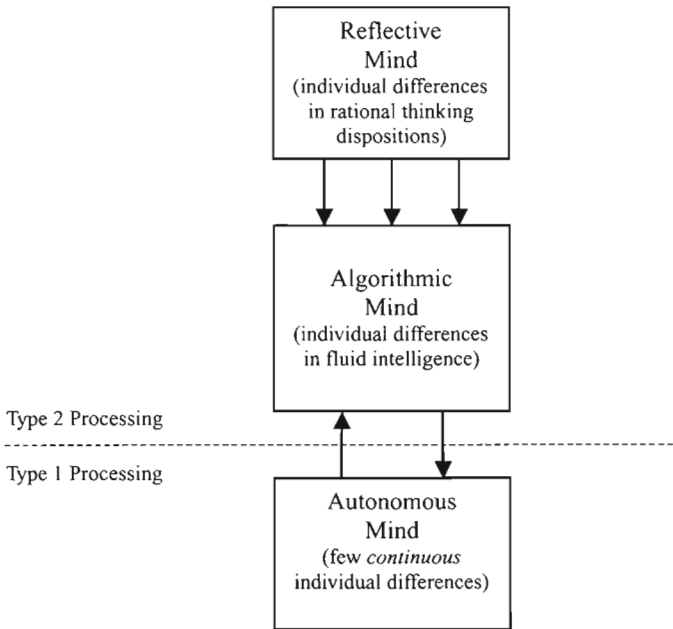 Reflective
Mind
(individual differences
in rational thinking
dispositions)
Algorithmic
Mind
(individual differences
in fluid intelligence)
Type 2 Processing
Type 1 Processing
Autonomous
Mind
(few continuous
individual differences)